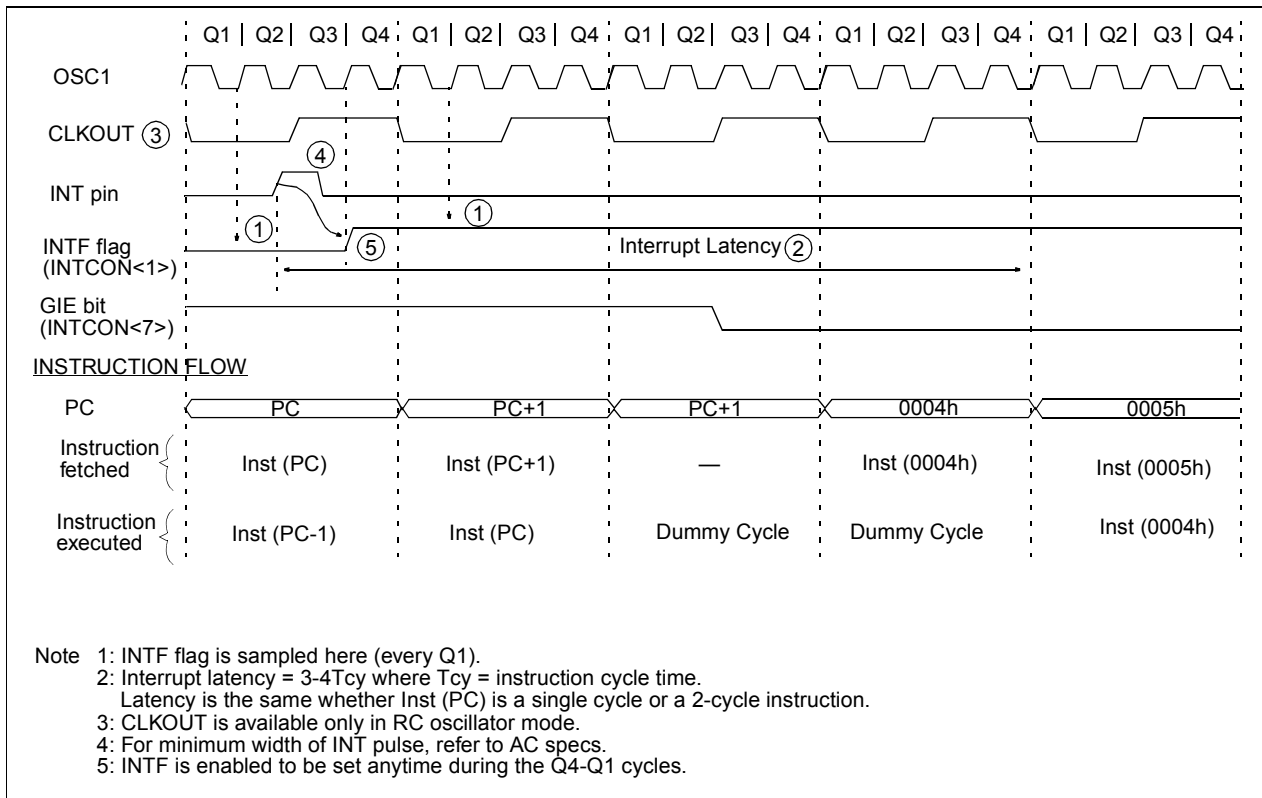 Q1 | Q2 | Q3 | Q4 Q1 | Q2 | Q3 | Q4 Q1 | Q2 | Q3 | Q4 Q1 | Q2 | Q3 | Q4 Q1 | Q2 | Q3 | Q4
OSC1
CLKOUT 3
4
INT pin
1 1
INTF flag
(INTCON<1>)
5
Interrupt Latency 2
GIE bit
(INTCON<7>)
INSTRUCTION FLOW
PC PC PC+1 PC+1 0004h 0005h
Instruction
fetched
Inst (PC) Inst (PC+1) — Inst (0004h) Inst (0005h)
Instruction
executed
Inst (PC-1) Inst (PC) Dummy Cycle Dummy Cycle Inst (0004h)
Note 1: INTF flag is sampled here (every Q1).
2: Interrupt latency = 3-4Tcy where Tcy = instruction cycle time.
Latency is the same whether Inst (PC) is a single cycle or a 2-cycle instruction.
3: CLKOUT is available only in RC oscillator mode.
4: For minimum width of INT pulse, refer to AC specs.
5: INTF is enabled to be set anytime during the Q4-Q1 cycles.